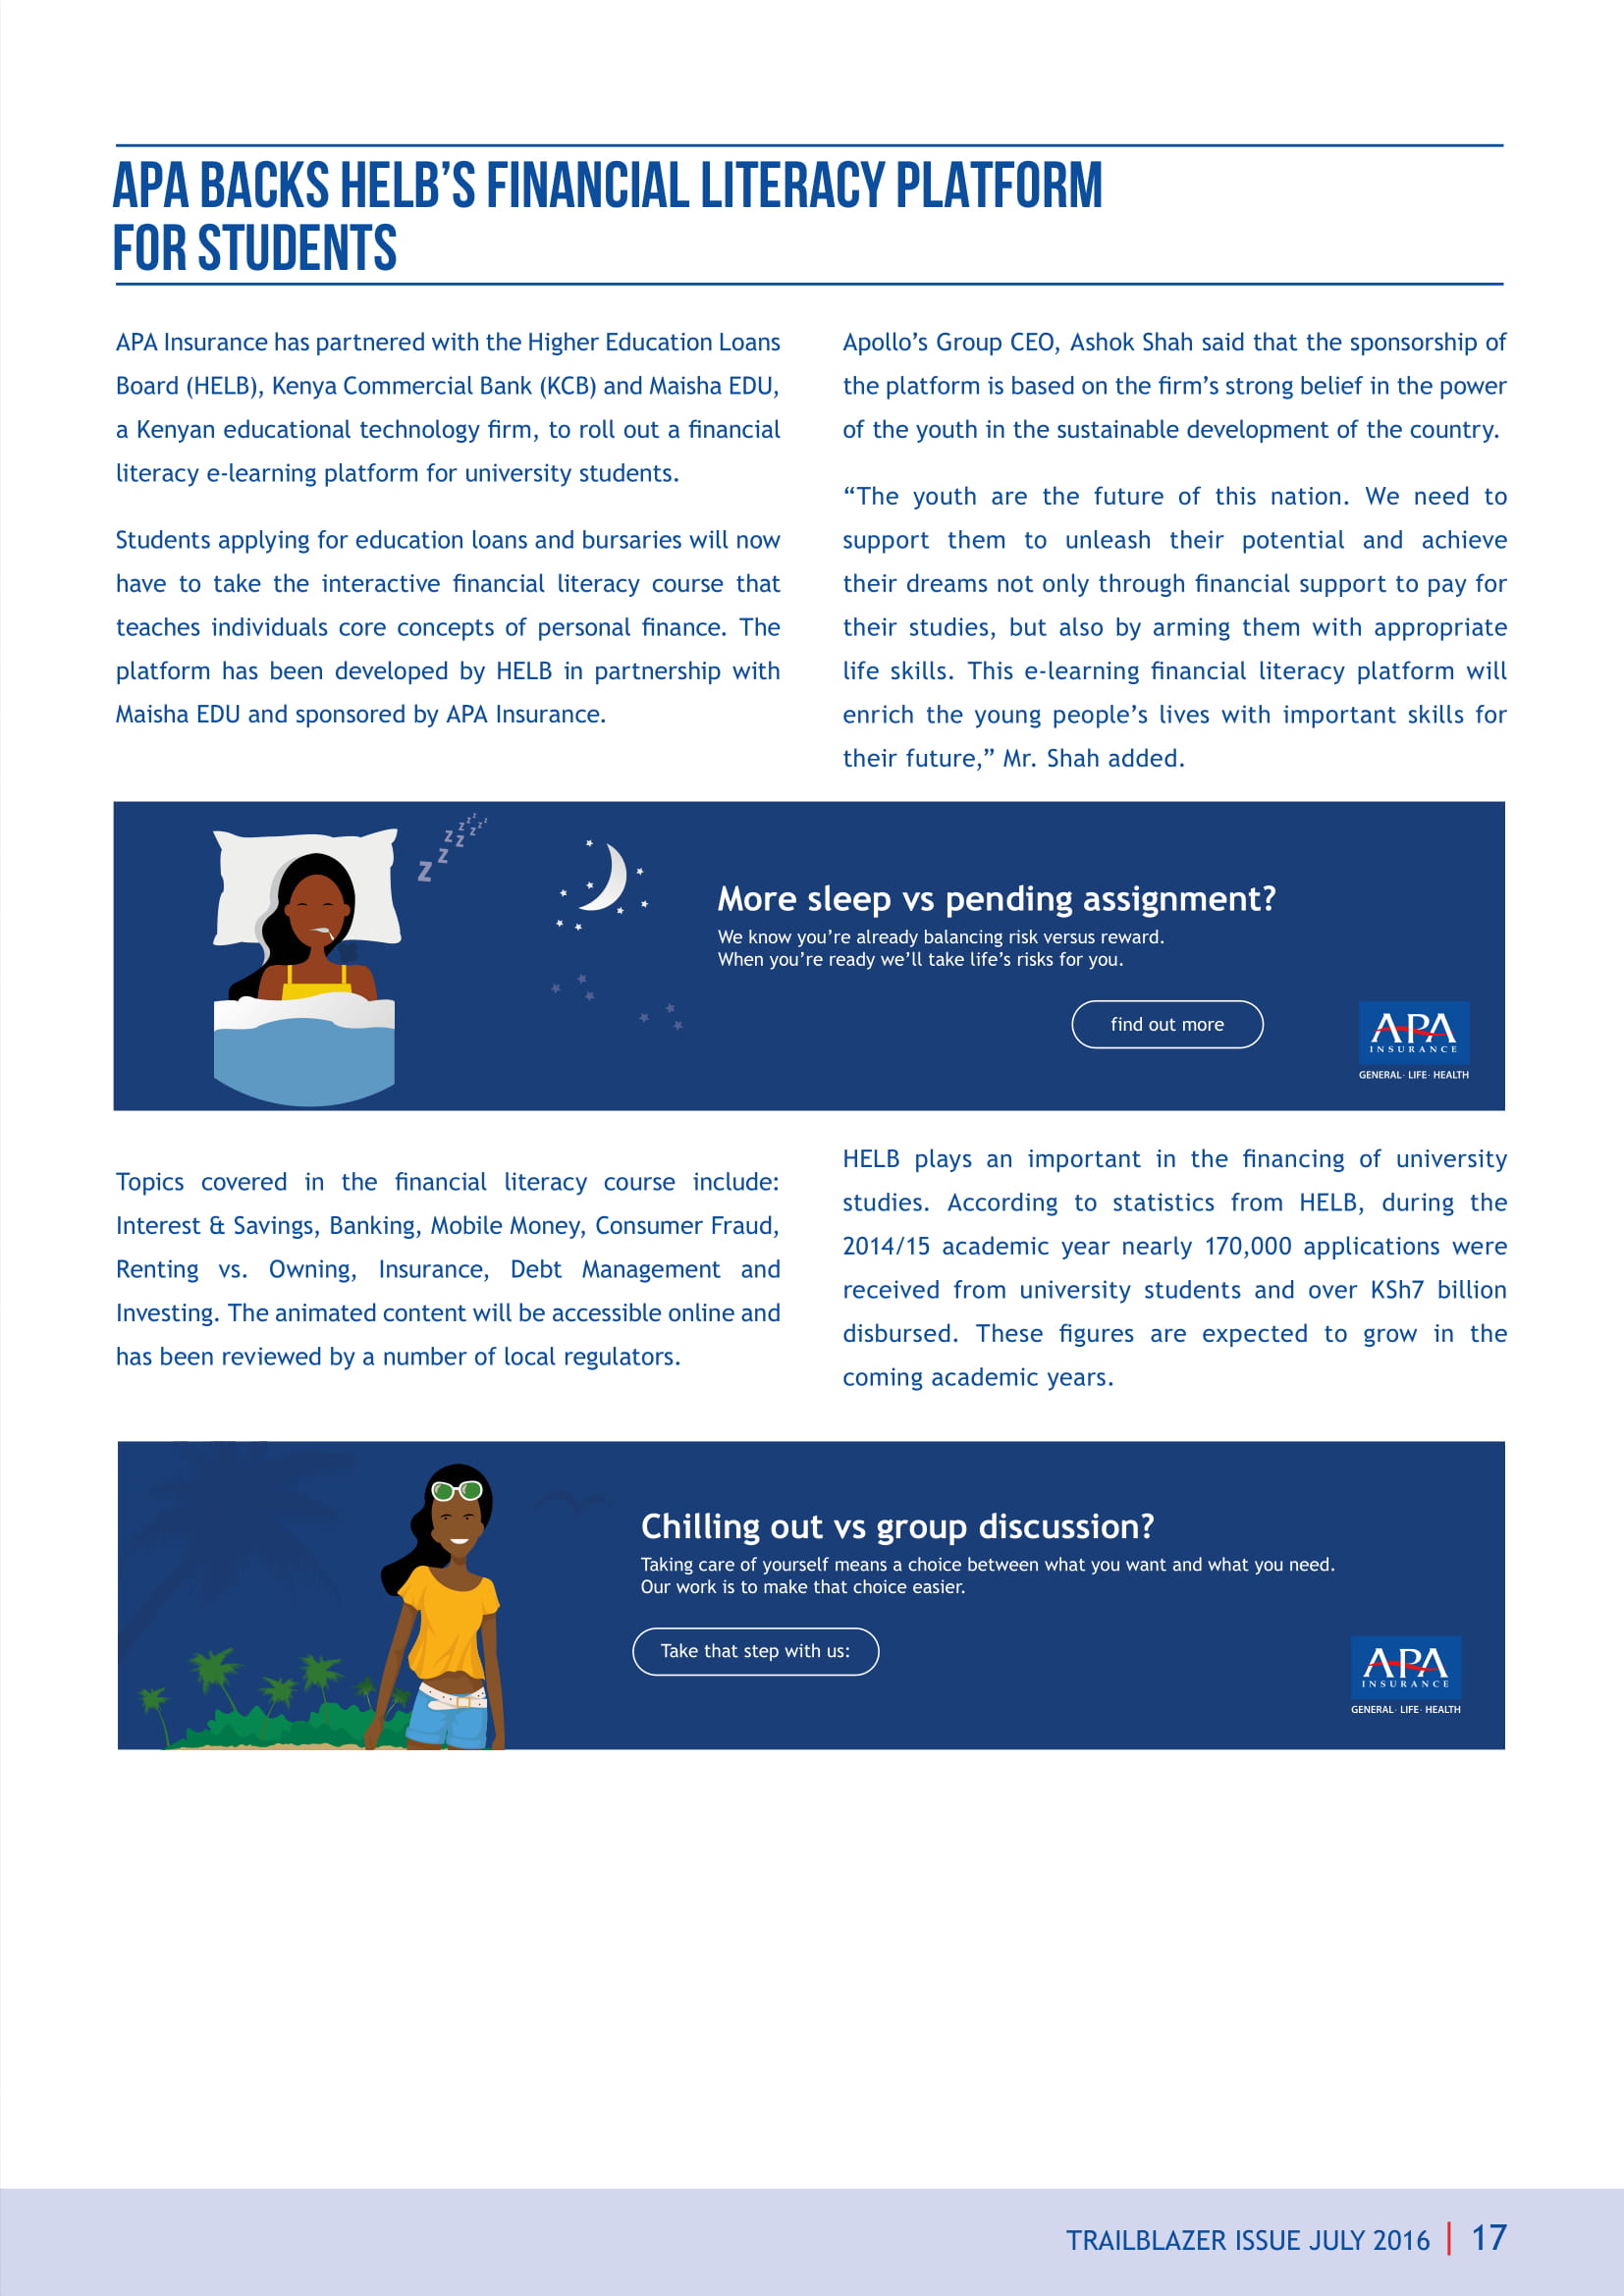 APA BACKS HELB’S FINANCIAL LITERACY PLATFORM
FOR STUDENTS
APA Insurance has partnered with the Higher Education Loans
Board (HELB), Kenya Commercial Bank (KCB) and Maisha EDU,
a Kenyan educational technology firm, to roll out a financial
literacy e-learning platform for university students.
Students applying for education loans and bursaries will now
have to take the interactive financial literacy course that
teaches individuals core concepts of personal finance. The
platform has been developed by HELB in partnership with
Maisha EDU and sponsored by APA Insurance.
Apollo’s Group CEO, Ashok Shah said that the sponsorship of
the platform is based on the firm’s strong belief in the power
of the youth in the sustainable development of the country.
“The youth are the future of this nation. We need to
support them to unleash their potential and achieve
their dreams not only through financial support to pay for
their studies, but also by arming them with appropriate
life skills. This e-learning financial literacy platform will
enrich the young people’s lives with important skills for
their future,” Mr. Shah added.
z z z z z z z z z
More sleep vs pending assignment?
We know you’re already balancing risk versus reward.
When you’re ready we’ll take life’s risks for you.
find out more
APA
INSURANCE
GENERAL · LIFE · HEALTH
Topics covered in the financial literacy course include:
Interest & Savings, Banking, Mobile Money, Consumer Fraud,
Renting vs. Owning, Insurance, Debt Management and
Investing. The animated content will be accessible online and
has been reviewed by a number of local regulators.
HELB plays an important in the financing of university
studies. According to statistics from HELB, during the
2014/15 academic year nearly 170,000 applications were
received from university students and over KSh7 billion
disbursed. These figures are expected to grow in the
coming academic years.
Chilling out vs group discussion?
Taking care of yourself means a choice between what you want and what you need.
Our work is to make that choice easier.
Take that step with us:
APA
INSURANCE
GENERAL · LIFE · HEALTH
TRAILBLAZER ISSUE JULY 2016 | 17